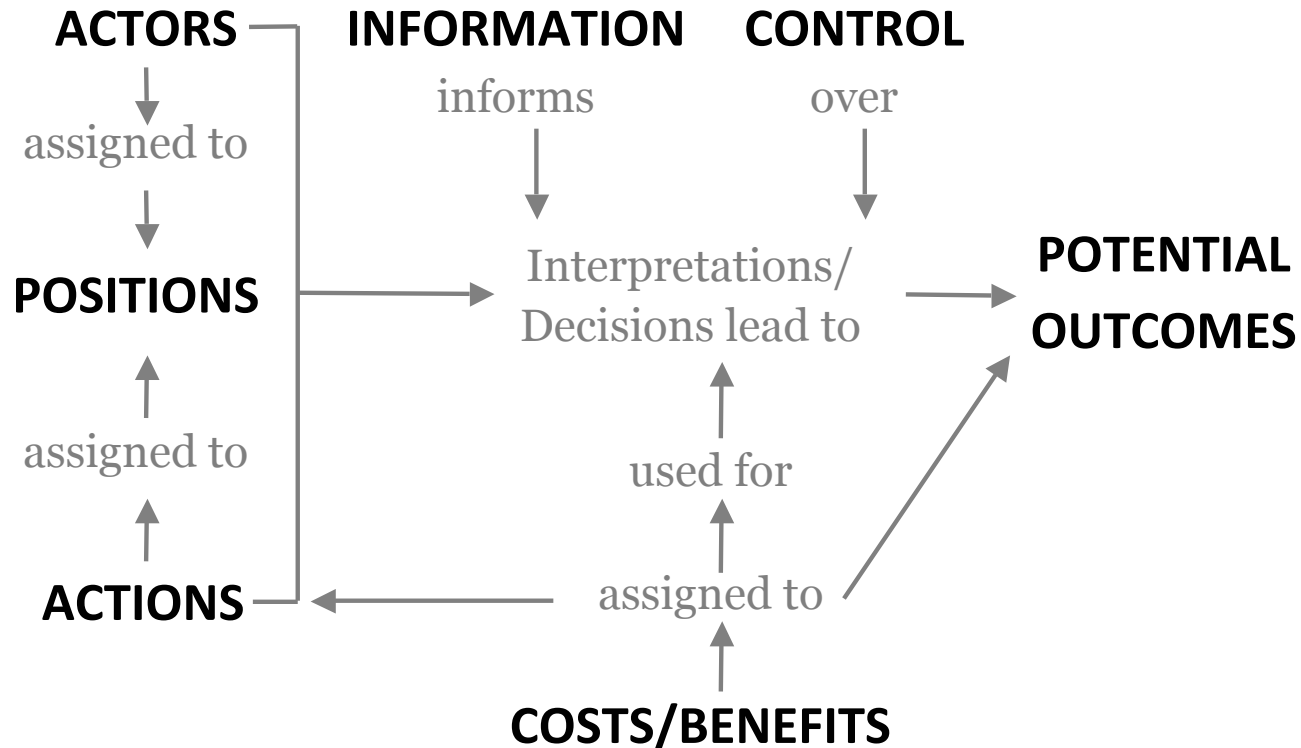 ACTORS
INFORMATION
CONTROL
informs
over
assigned to
Interpretations/
Decisions lead to
POTENTIAL
OUTCOMES
POSITIONS
assigned to
used for
ACTIONS
assigned to
COSTS/BENEFITS